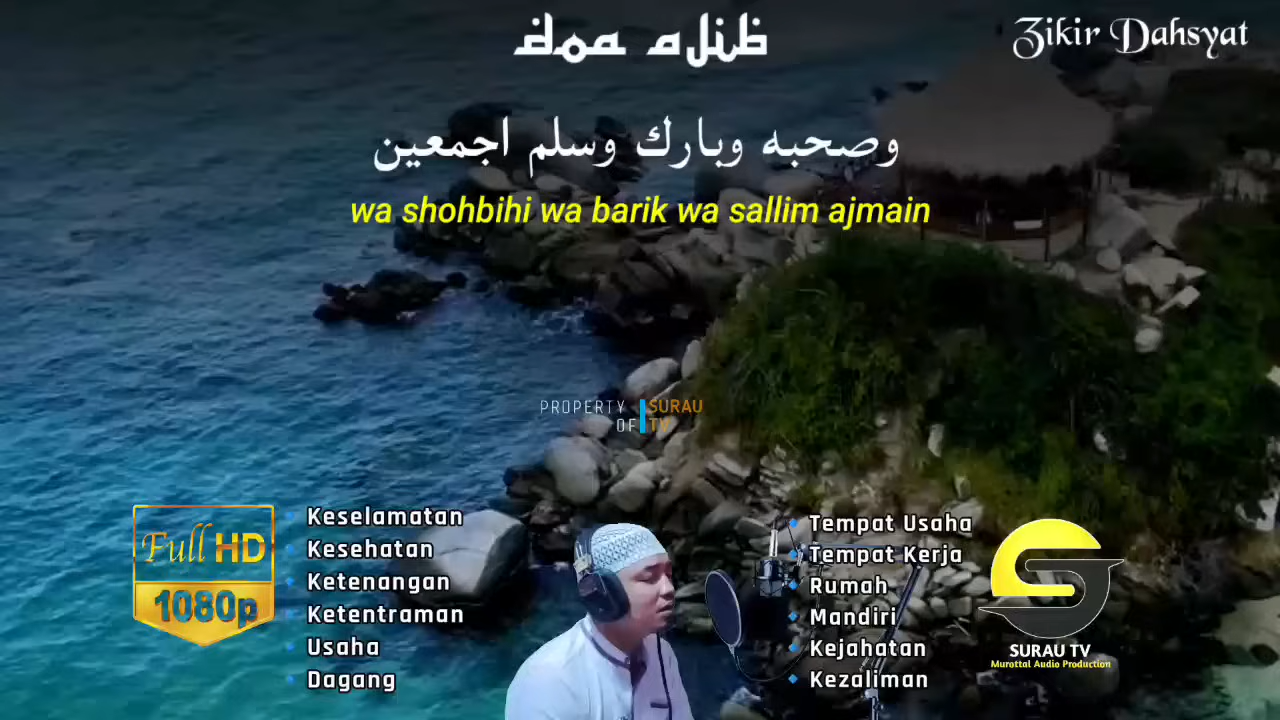 doa ajib
Zikir Dahsyat
وصحبه وبارك وسلم اجمعين
wa shohbihi wa barik wa sallim ajmain
PROPERTY OF SURAU TV
Full HD
1080p
Keselamatan
Kesehatan
Ketenangan
Ketentraman
Usaha
Dagang
Tempat Usaha
Tempat Kerja
Rumah
Mandiri
Kejahatan
Kezaliman
SURAU TV
Murottal Audio Production